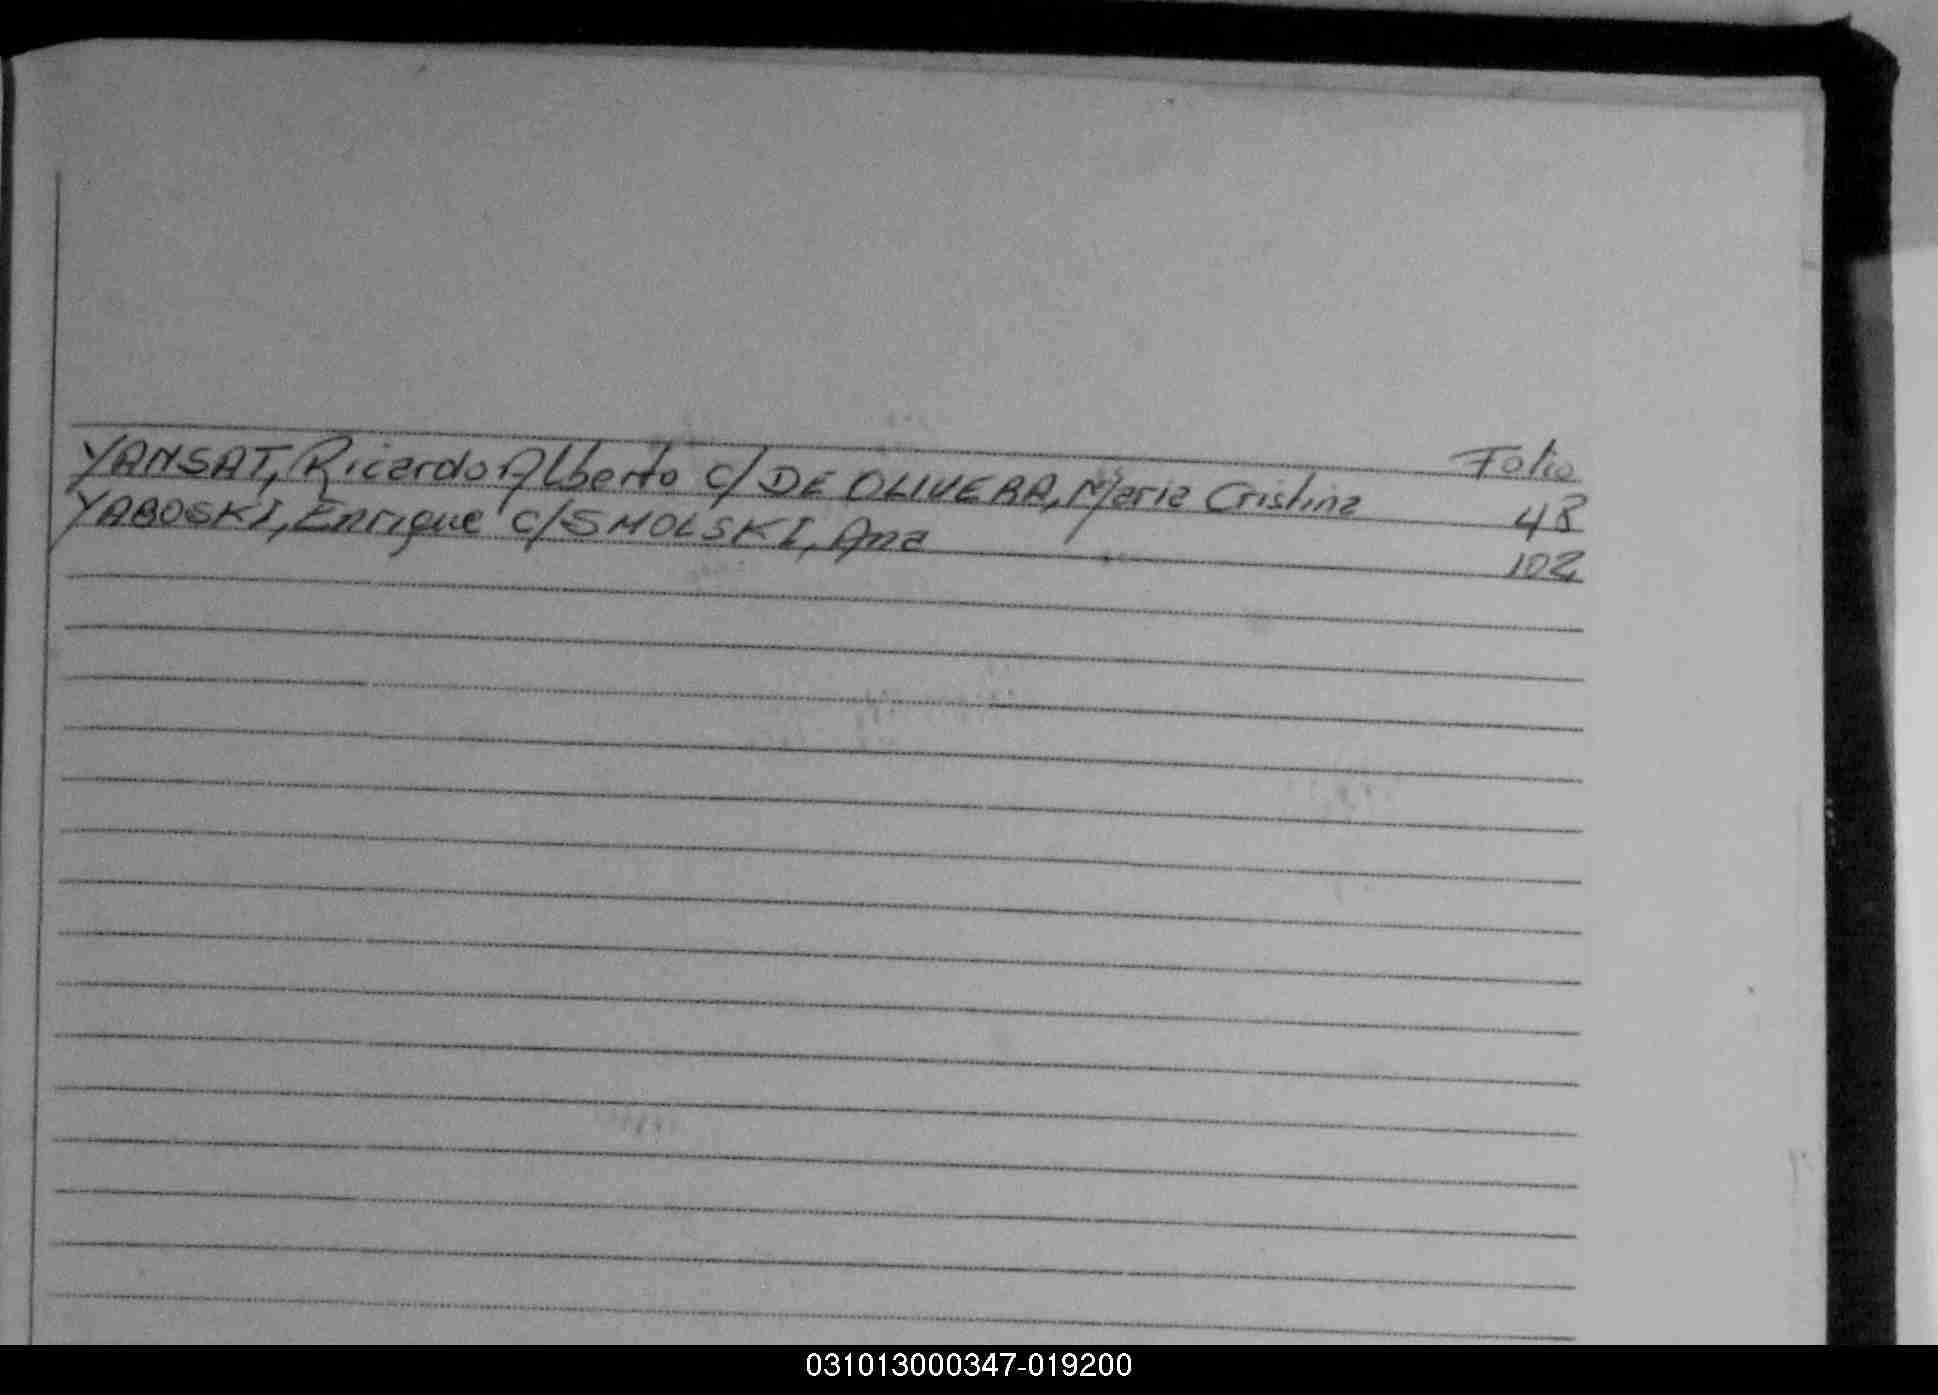 Folio
YANSAT, Ricardo Alberto c/ DE OLIVERA, Maria Cristina 48
YABOSKI, Enrique c/ SMOLSKI, Ana 102
031013000347-019200